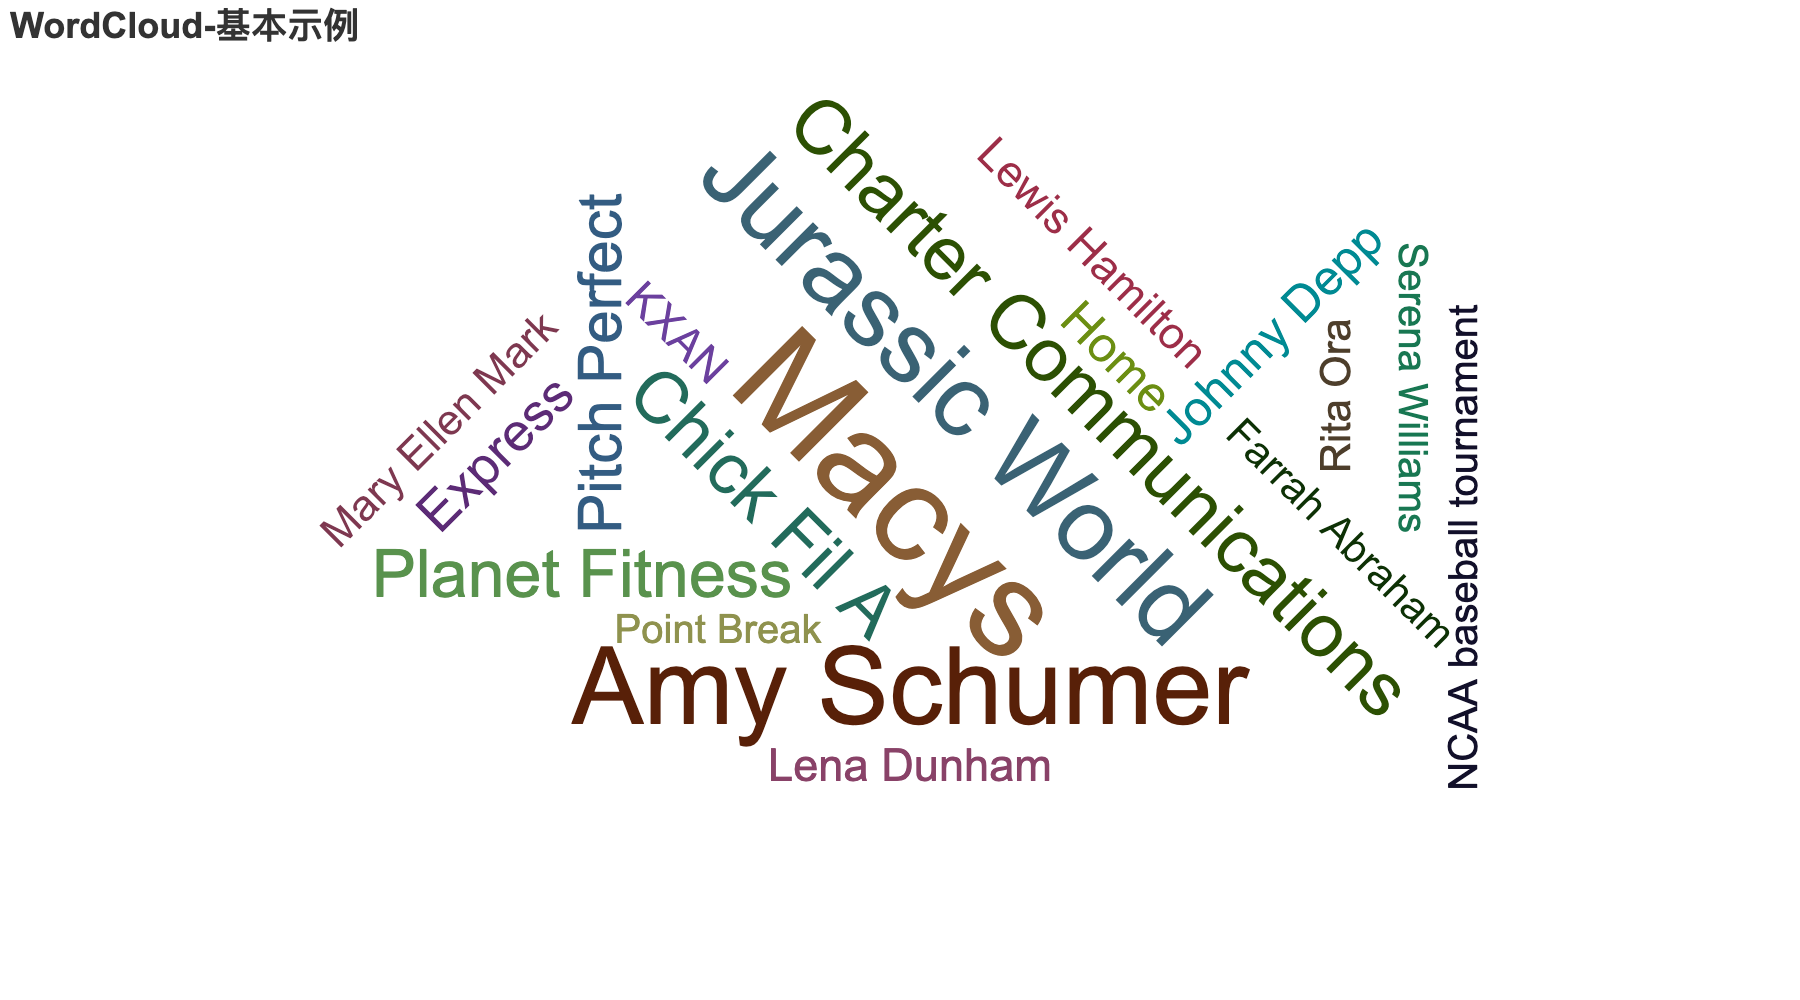 WordCloud-基本示例
Charter Communications
Lewis Hamilton
Jurassic World
Pitch Perfect
Johnny Depp
Serena Williams
KXAN
Home
NCAA baseball tournament
Mary Ellen Mark
Rita Ora
Macys
Chick Fil A
Express
Farrah Abraham
Planet Fitness
Point Break
Amy Schumer
Lena Dunham